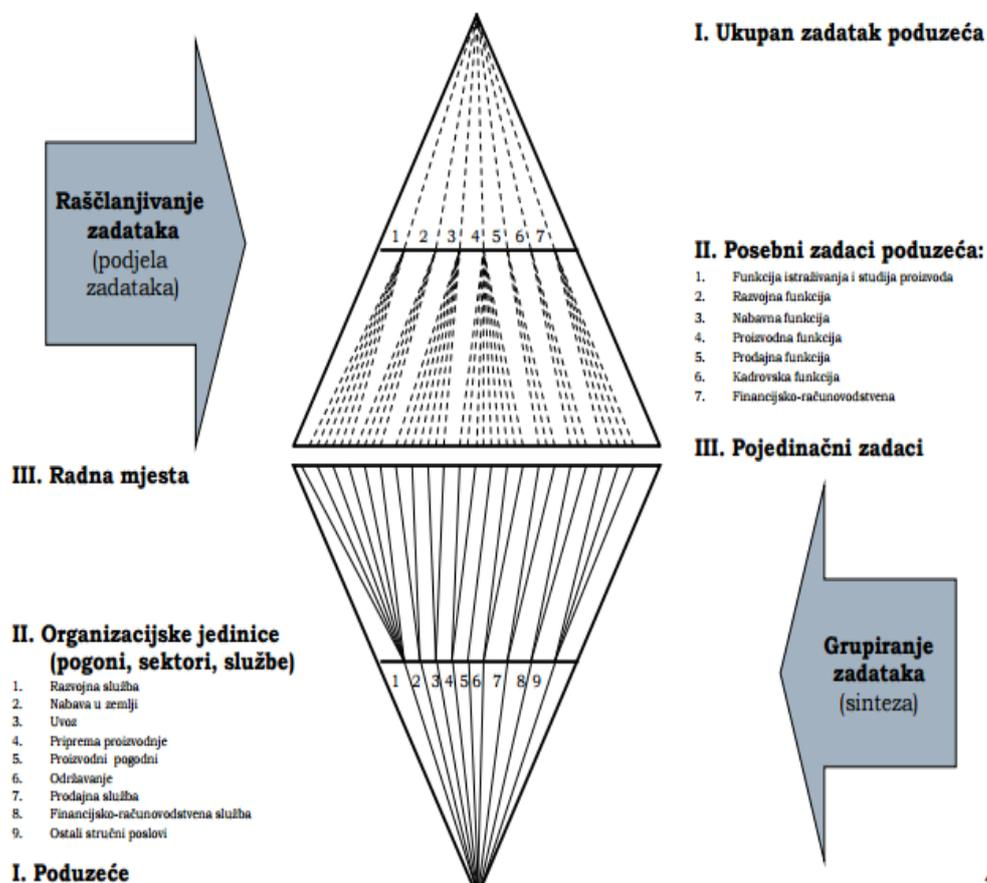 I. Ukupan zadatak poduzeća
Raščlanjivanje
zadataka
(podjela
zadataka)
1 2 3 4 5 6 7
II. Posebni zadaci poduzeća:
1. Funkcija istraživanja i studija proizvoda
2. Razvojna funkcija
3. Nabavna funkcija
4. Proizvodna funkcija
5. Prodajna funkcija
6. Kadrovska funkcija
7. Financijsko-računovodstvena
III. Pojedinačni zadaci
III. Radna mjesta
II. Organizacijske jedinice
(pogoni, sektori, službe)
1. Razvojna služba
2. Nabava u zemlji
3. Uvoz
4. Priprema proizvodnje
5. Proizvodni pogodni
6. Održavanje
7. Prodajna služba
8. Financijsko-računovodstvena služba
9. Ostali stručni poslovi
1 2 3 4 5 6 7 8 9
Grupiranje
zadataka
(sinteza)
I. Poduzeće